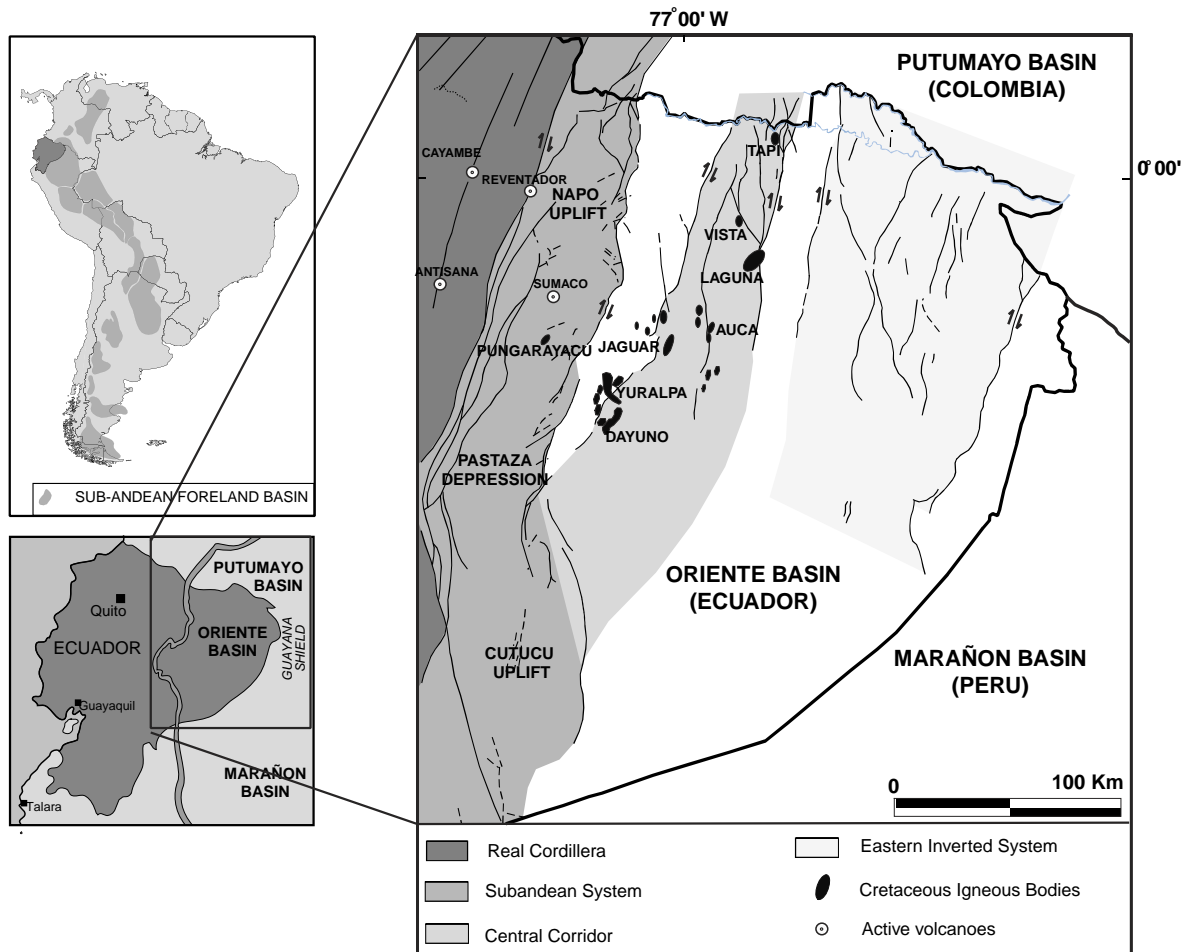 SUB-ANDEAN FORELAND BASIN
PUTUMAYO
BASIN
Quito
ECUADOR
ORIENTE
BASIN
GUAYANA
SHIELD
Guayaquil
MARAÑON
BASIN
Talara
77°00' W
PUTUMAYO BASIN
(COLOMBIA)
0°00'
CAYAMBE
REVENTADOR
NAPO
UPLIFT
TAPI
VISTA
LAGUNA
ANTISANA
SUMACO
PUNGARAYACU
JAGUAR
AUCA
YURALPA
DAYUNO
PASTAZA
DEPRESSION
ORIENTE BASIN
(ECUADOR)
CUTUCU
UPLIFT
MARAÑON BASIN
(PERU)
0
100 Km
Real Cordillera
Subandean System
Central Corridor
Eastern Inverted System
Cretaceous Igneous Bodies
Active volcanoes